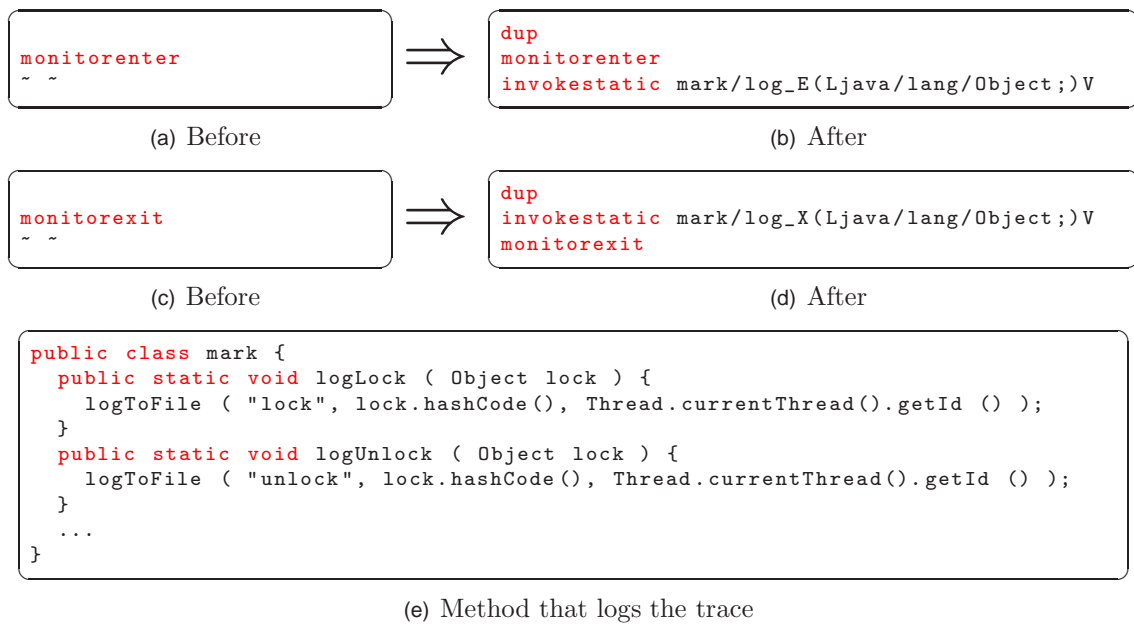 monitorenter
~ ~
⇒
dup
monitorenter
invokestatic mark/log_E(Ljava/lang/Object;)V
(a) Before
(b) After
monitorexit
~ ~
⇒
dup
invokestatic mark/log_X(Ljava/lang/Object;)V
monitorexit
(c) Before
(d) After
public class mark {
  public static void logLock ( Object lock ) {
    logToFile ( "lock", lock.hashCode(), Thread.currentThread().getId () );
  }
  public static void logUnlock ( Object lock ) {
    logToFile ( "unlock", lock.hashCode(), Thread.currentThread().getId () );
  }
  ...
}
(e) Method that logs the trace